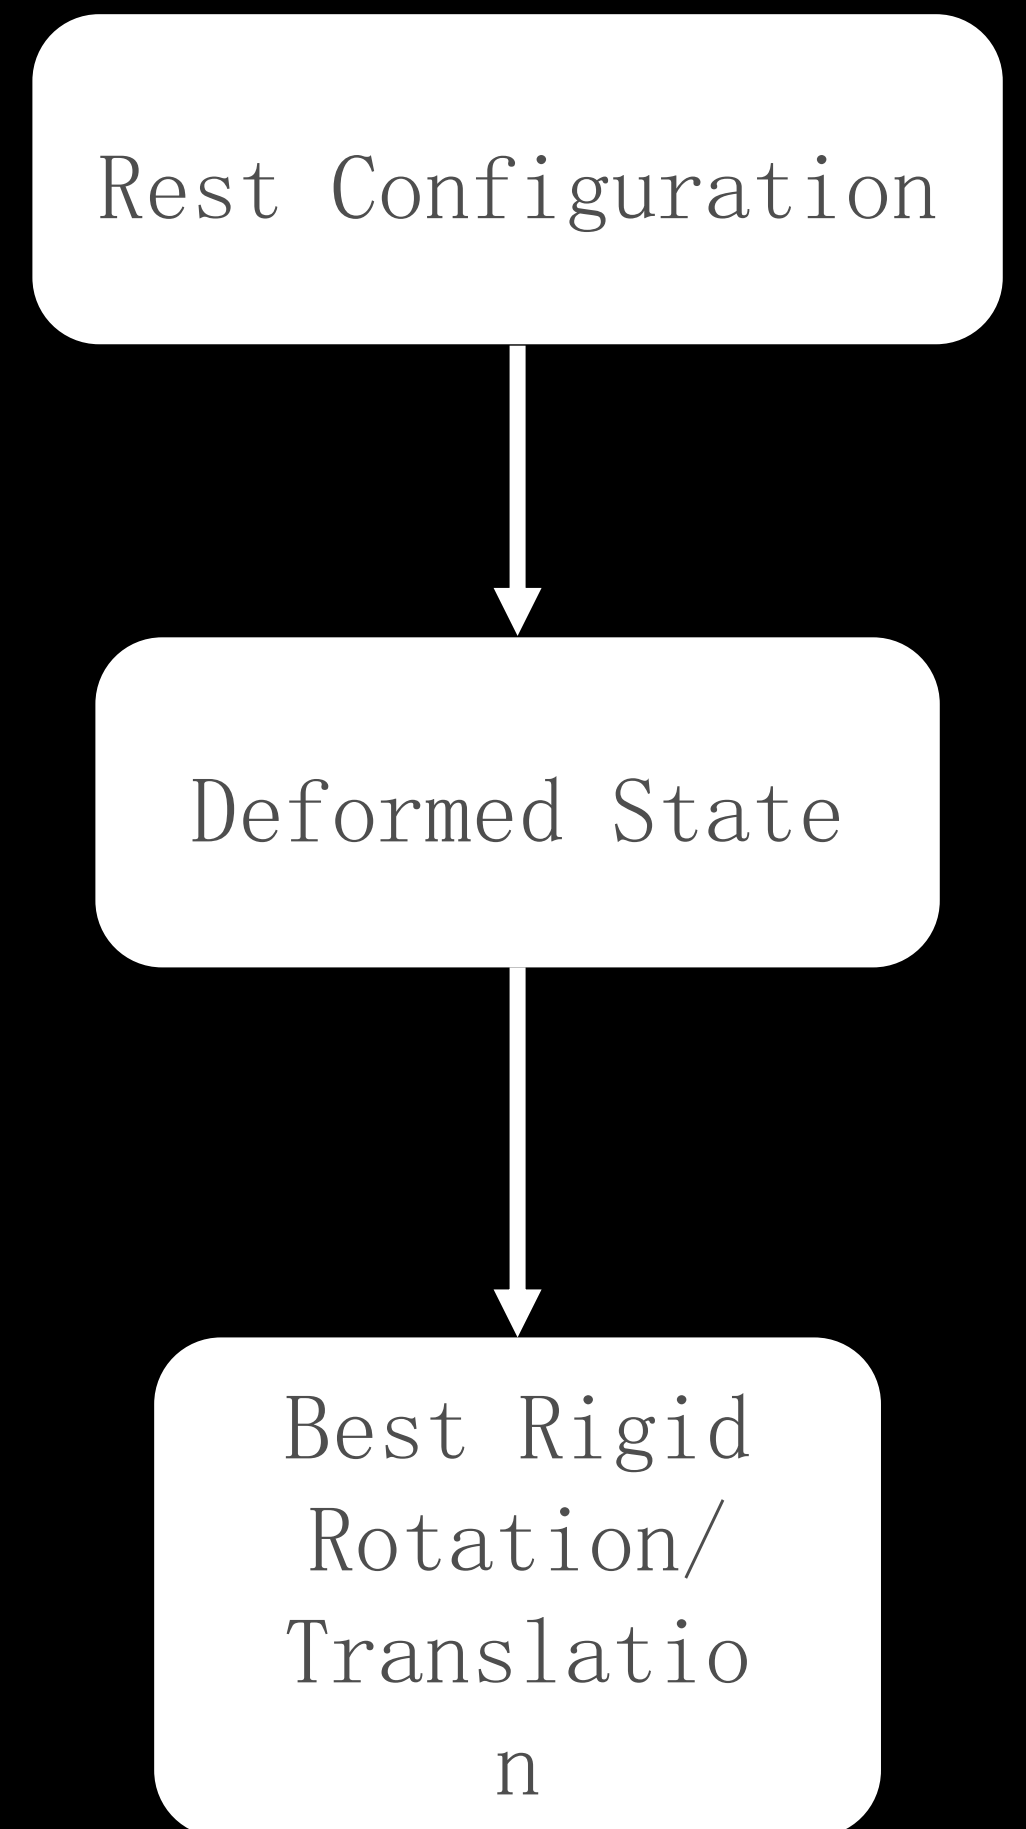 Rest Configuration
Deformed State
Best Rigid
Rotation/
Translatio
n